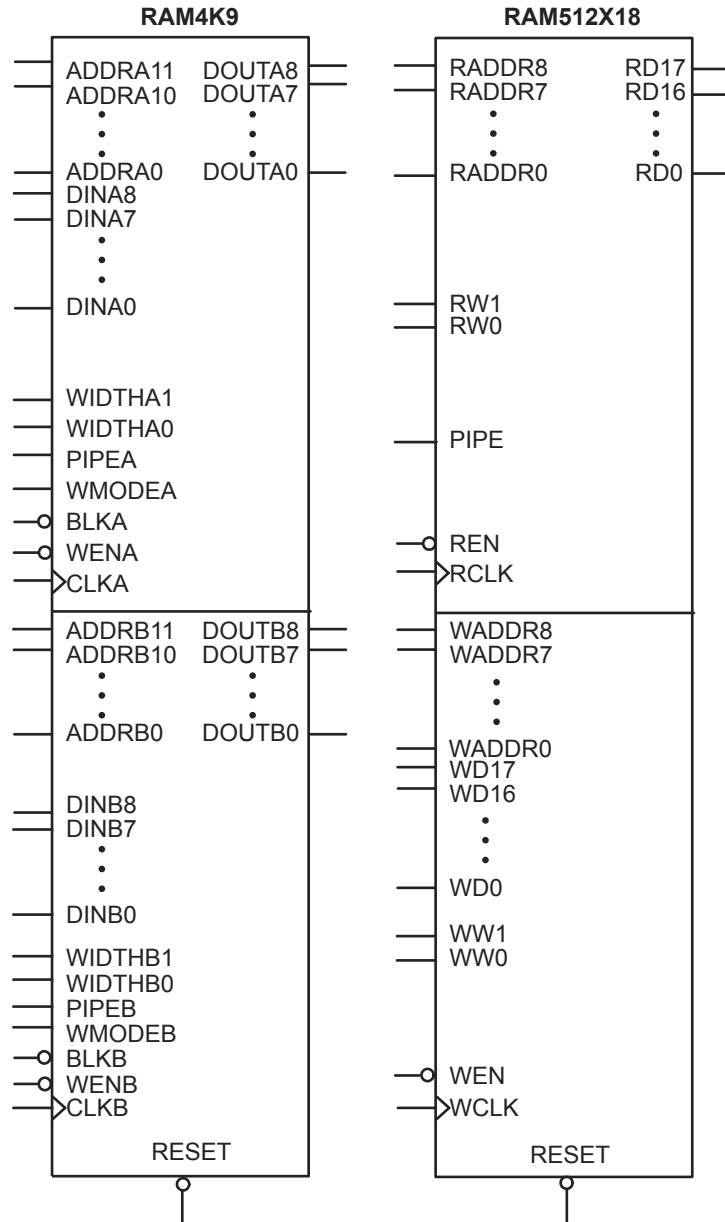 RAM4K9
ADDRA11 DOUTA8
ADDRA10 DOUTA7
ADDRA0 DOUTA0
DINA8
DINA7
DINA0
WIDTHA1
WIDTHA0
PIPEA
WMODEA
BLKA
WENA
CLKA
ADDRB11 DOUTB8
ADDRB10 DOUTB7
ADDRB0 DOUTB0
DINB8
DINB7
DINB0
WIDTHB1
WIDTHB0
PIPEB
WMODEB
BLKB
WENB
CLKB
RESET
RAM512X18
RADDR8 RD17
RADDR7 RD16
RADDR0 RD0
RW1
RW0
PIPE
REN
RCLK
WADDR8
WADDR7
WADDR0
WD17
WD16
WD0
WW1
WW0
WEN
WCLK
RESET